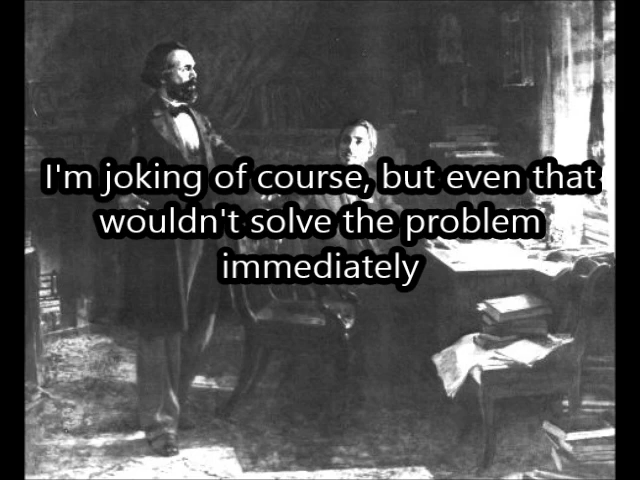 I'm joking of course, but even that
wouldn't solve the problem
immediately